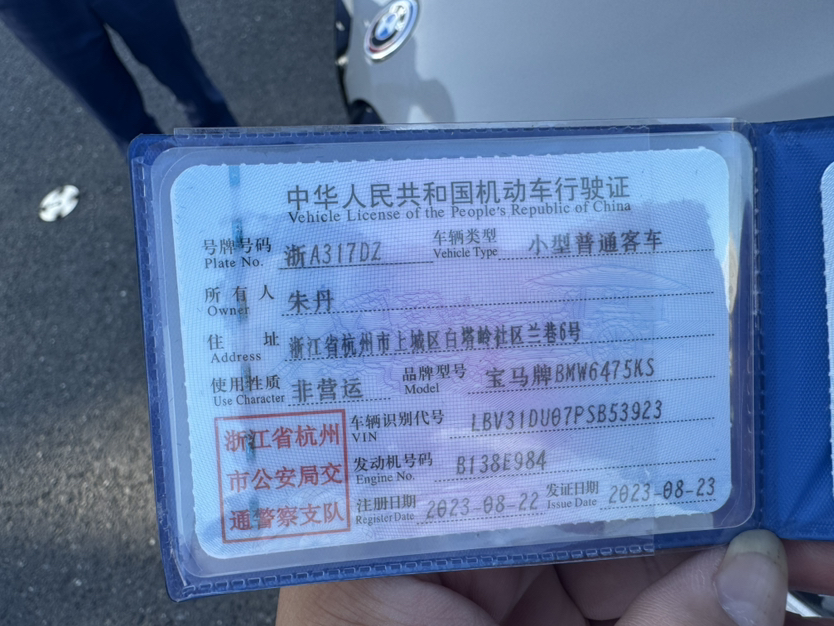 中华人民共和国机动车行驶证
Vehicle License of the People's Republic of China
号牌号码 浙A317DZ 车辆类型 小型普通客车
Plate No. Vehicle Type
所有人 朱丹
Owner
住址 浙江省杭州市上城区白塔岭社区兰巷6号
Address
使用性质 非营运 品牌型号 宝马牌BMW6475KS
Use Character Model
浙江省杭州
市公安局交
通警察支队
车辆识别代号 LBV31DU07PSB53923
VIN
发动机号码 B138E984
Engine No.
注册日期 2023-08-22 发证日期 2023-08-23
Register Date Issue Date